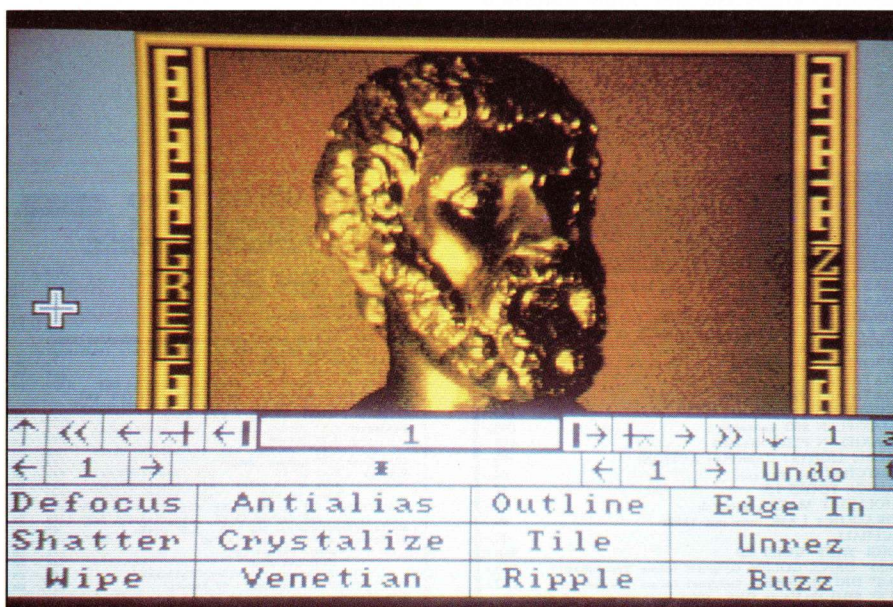 GREG
ZEUS
↑ << ← ←| 1 |→ → >> ↓ 1
← 1 → * ← 1 → Undo
Defocus Antialias Outline Edge In
Shatter Crystalize Tile Unrez
Wipe Venetian Ripple Buzz